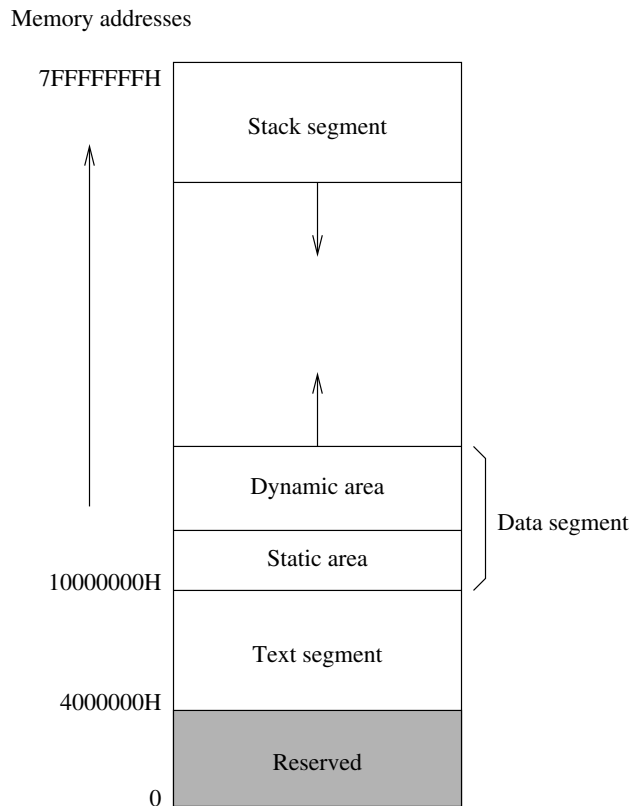 Memory addresses
7FFFFFFFH
Stack segment
Dynamic area
Data segment
Static area
10000000H
Text segment
4000000H
Reserved
0